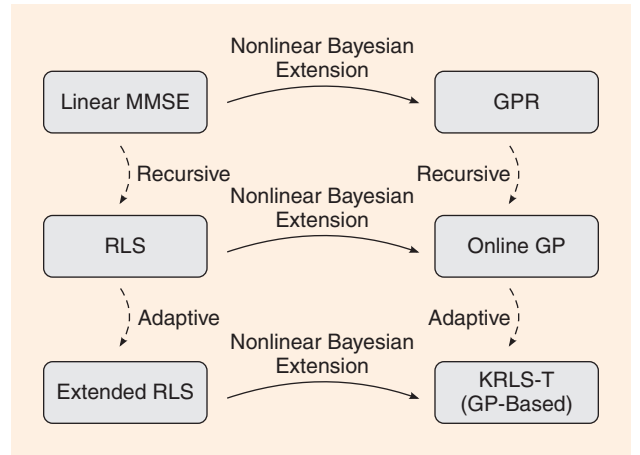 Nonlinear Bayesian
Extension
Linear MMSE
GPR
Recursive
Recursive
Nonlinear Bayesian
Extension
RLS
Online GP
Adaptive
Adaptive
Nonlinear Bayesian
Extension
Extended RLS
KRLS-T
(GP-Based)